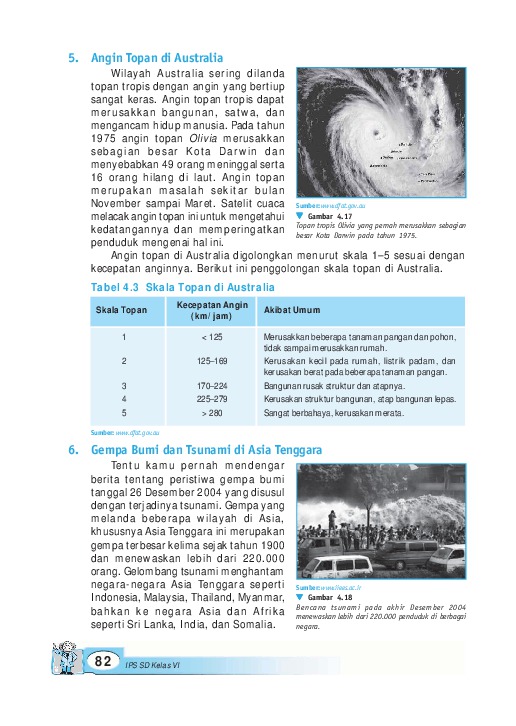 5. Angin Topan di Australia
Wilayah Australia sering dilanda
topan tropis dengan angin yang bertiup
sangat keras. Angin topan tropis dapat
merusakkan bangunan, satwa, dan
mengancam hidup manusia. Pada tahun
1975 angin topan Olivia merusakkan
sebagian besar Kota Darwin dan
menyebabkan 49 orang meninggal serta
16 orang hilang di laut. Angin topan
merupakan masalah sekitar bulan
November sampai Maret. Satelit cuaca
melacak angin topan ini untuk mengetahui
kedatangannya dan memperingatkan
penduduk mengenai hal ini.
Sumber: www.dfat.gov.au
Gambar 4.17
Topan tropis Olivia yang pernah merusakkan sebagian
besar Kota Darwin pada tahun 1975.
Angin topan di Australia digolongkan menurut skala 1–5 sesuai dengan
kecepatan anginnya. Berikut ini penggolongan skala topan di Australia.
Tabel 4.3 Skala Topan di Australia
Skala Topan Kecepatan Angin (km/jam) Akibat Umum
1 < 125 Merusakkan beberapa tanaman pangan dan pohon,
tidak sampai merusakkan rumah.
2 125–169 Kerusakan kecil pada rumah, listrik padam, dan
kerusakan berat pada beberapa tanaman pangan.
3 170–224 Bangunan rusak struktur dan atapnya.
4 225–279 Kerusakan struktur bangunan, atap bangunan lepas.
5 > 280 Sangat berbahaya, kerusakan merata.
Sumber: www.dfat.gov.au
6. Gempa Bumi dan Tsunami di Asia Tenggara
Tentu kamu pernah mendengar
berita tentang peristiwa gempa bumi
tanggal 26 Desember 2004 yang disusul
dengan terjadinya tsunami. Gempa yang
melanda beberapa wilayah di Asia,
khususnya Asia Tenggara ini merupakan
gempa terbesar kelima sejak tahun 1900
dan menewaskan lebih dari 220.000
orang. Gelombang tsunami menghantam
negara-negara Asia Tenggara seperti
Indonesia, Malaysia, Thailand, Myanmar,
bahkan ke negara Asia dan Afrika
seperti Sri Lanka, India, dan Somalia.
Gambar 4.18
Bencana tsunami pada akhir Desember 2004
menewaskan lebih dari 220.000 penduduk di berbagai
negara.
82 IPS SD Kelas VI